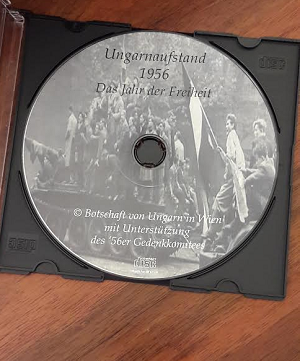 Ungarnaufstand
1956
Das Jahr der Freiheit
© Botschaft von Ungarn in Wien
mit Unterstützung
des '56er Gedenkkomitees